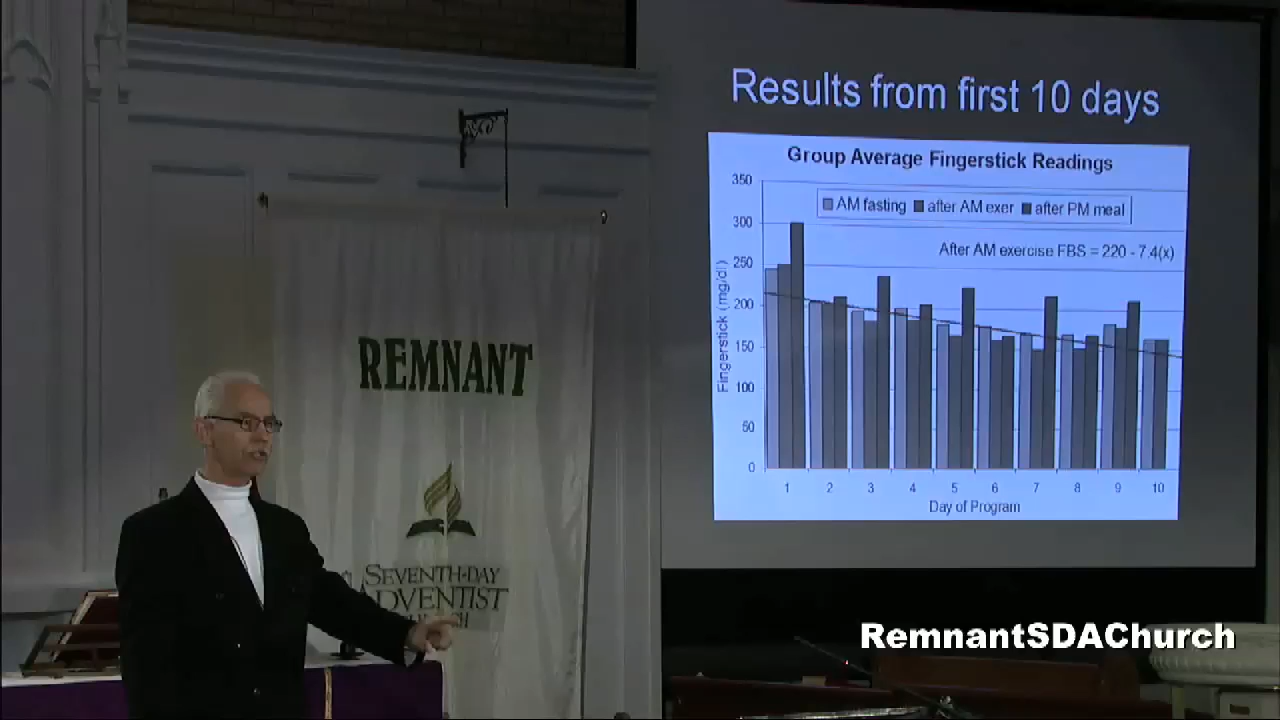 Results from first 10 days
Group Average Fingerstick Readings
AM fasting after AM exer after PM meal
After AM exercise FBS = 220 - 7.4(x)
Fingerstick (mg/dl)
350
300
250
200
150
100
50
0
1 2 3 4 5 6 7 8 9 10
Day of Program
REMNANT
SEVENTH-DAY
ADVENTIST
CHURCH
RemnantSDAChurch